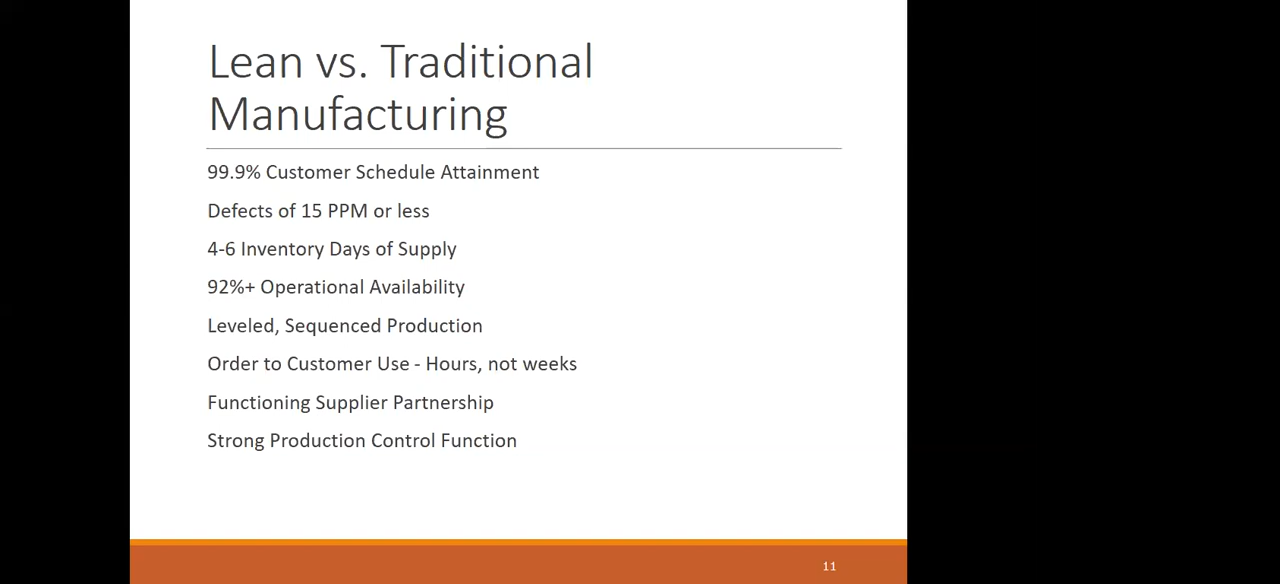 Lean vs. Traditional
Manufacturing
99.9% Customer Schedule Attainment
Defects of 15 PPM or less
4-6 Inventory Days of Supply
92%+ Operational Availability
Leveled, Sequenced Production
Order to Customer Use - Hours, not weeks
Functioning Supplier Partnership
Strong Production Control Function
11